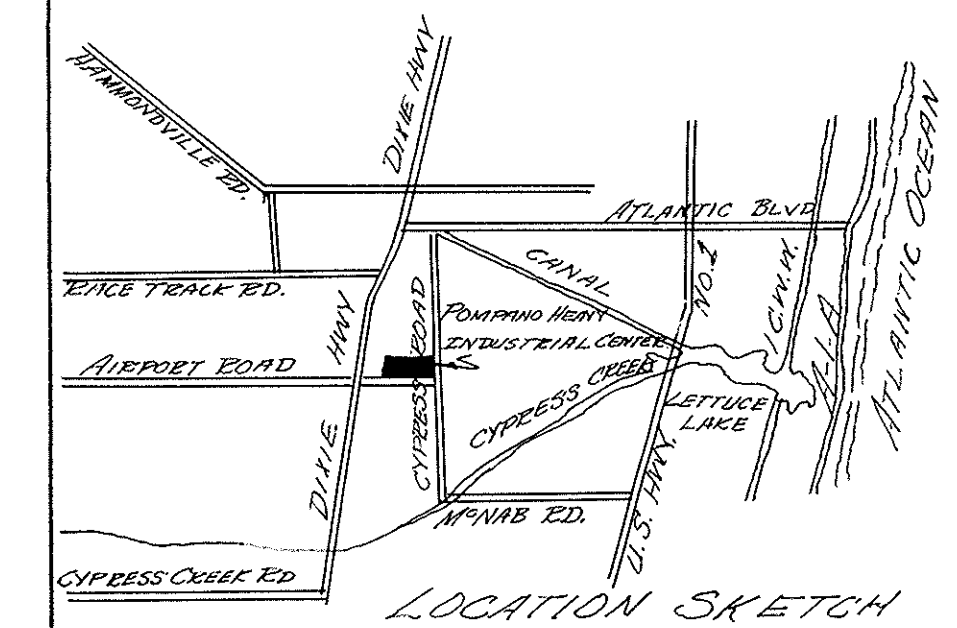 HAMMONDVILLE RD.
DIXIE HWY
ATLANTIC BLVD
ATLANTIC OCEAN
RACE TRACK RD.
CANAL
NO. 1
I.C.W.W.
A-I-A
POMPANO HEAVY
INDUSTRIAL CENTER
AIRPORT ROAD
DIXIE HWY
CYPRESS ROAD
CYPRESS CREEK
LETTUCE
LAKE
U.S. HWY.
McNAB RD.
CYPRESS CREEK RD
LOCATION SKETCH